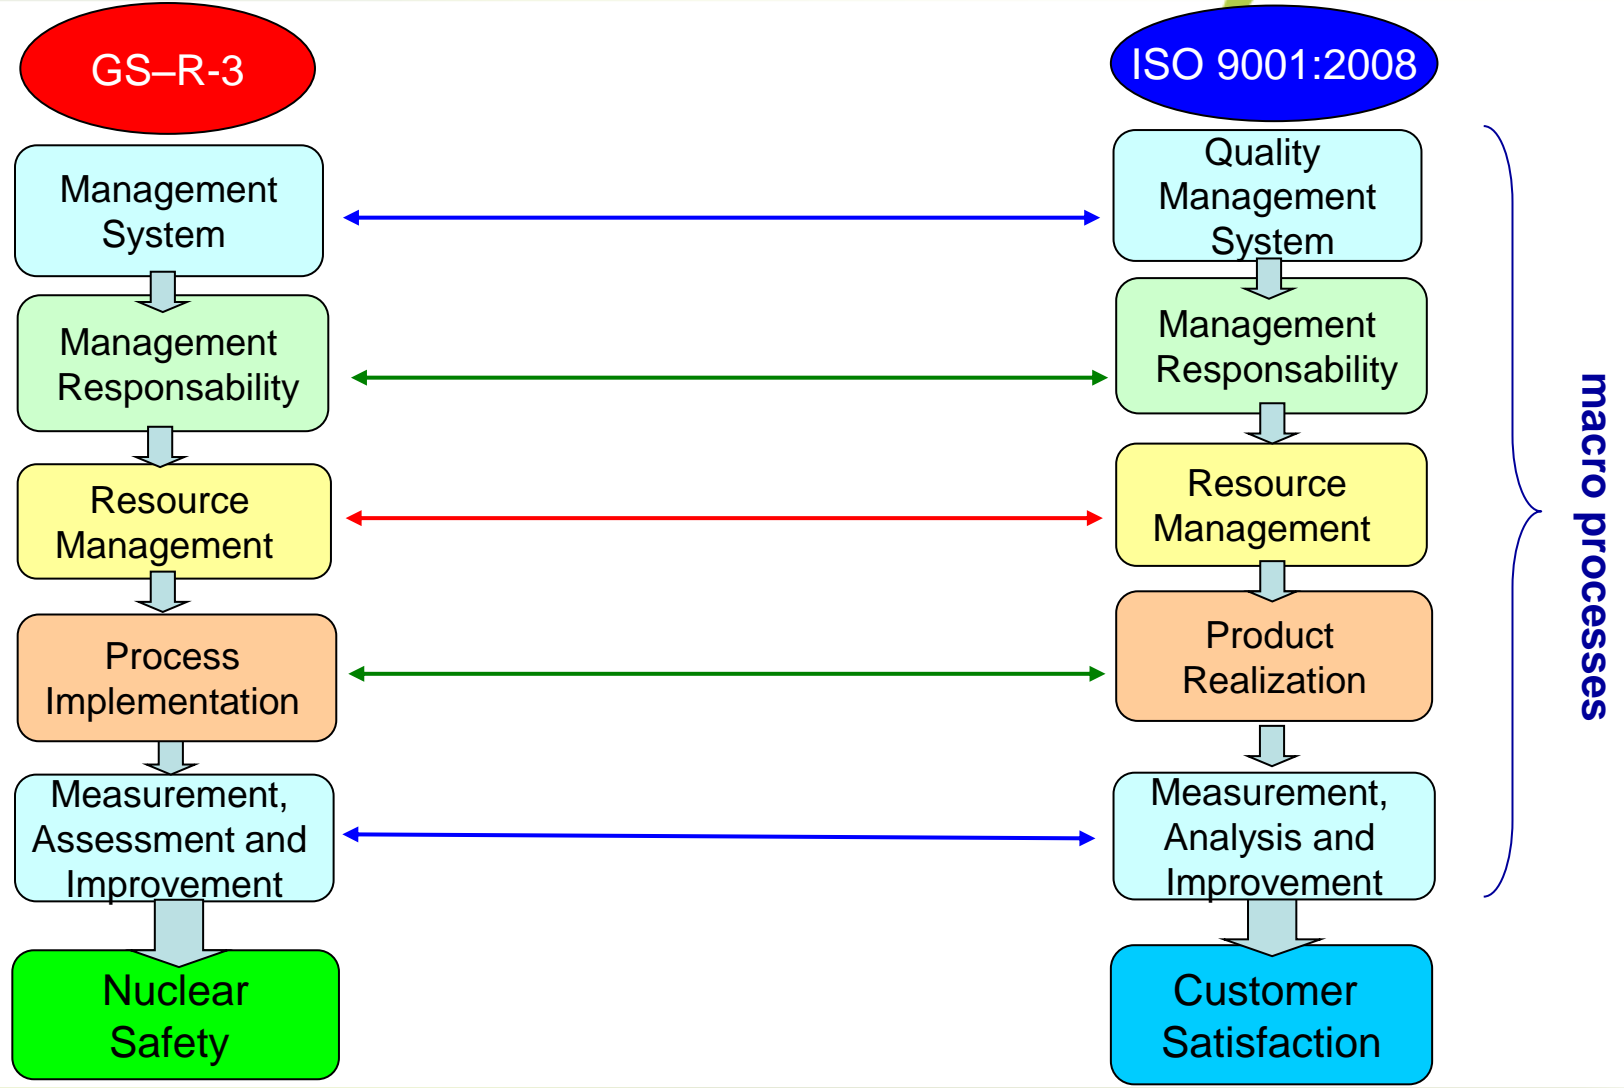 GS–R-3
ISO 9001:2008
Management
System
Quality
Management
System
Management
Responsability
Management
Responsability
Resource
Management
Resource
Management
Process
Implementation
Product
Realization
Measurement,
Assessment and
Improvement
Measurement,
Analysis and
Improvement
Nuclear
Safety
Customer
Satisfaction
macro processes